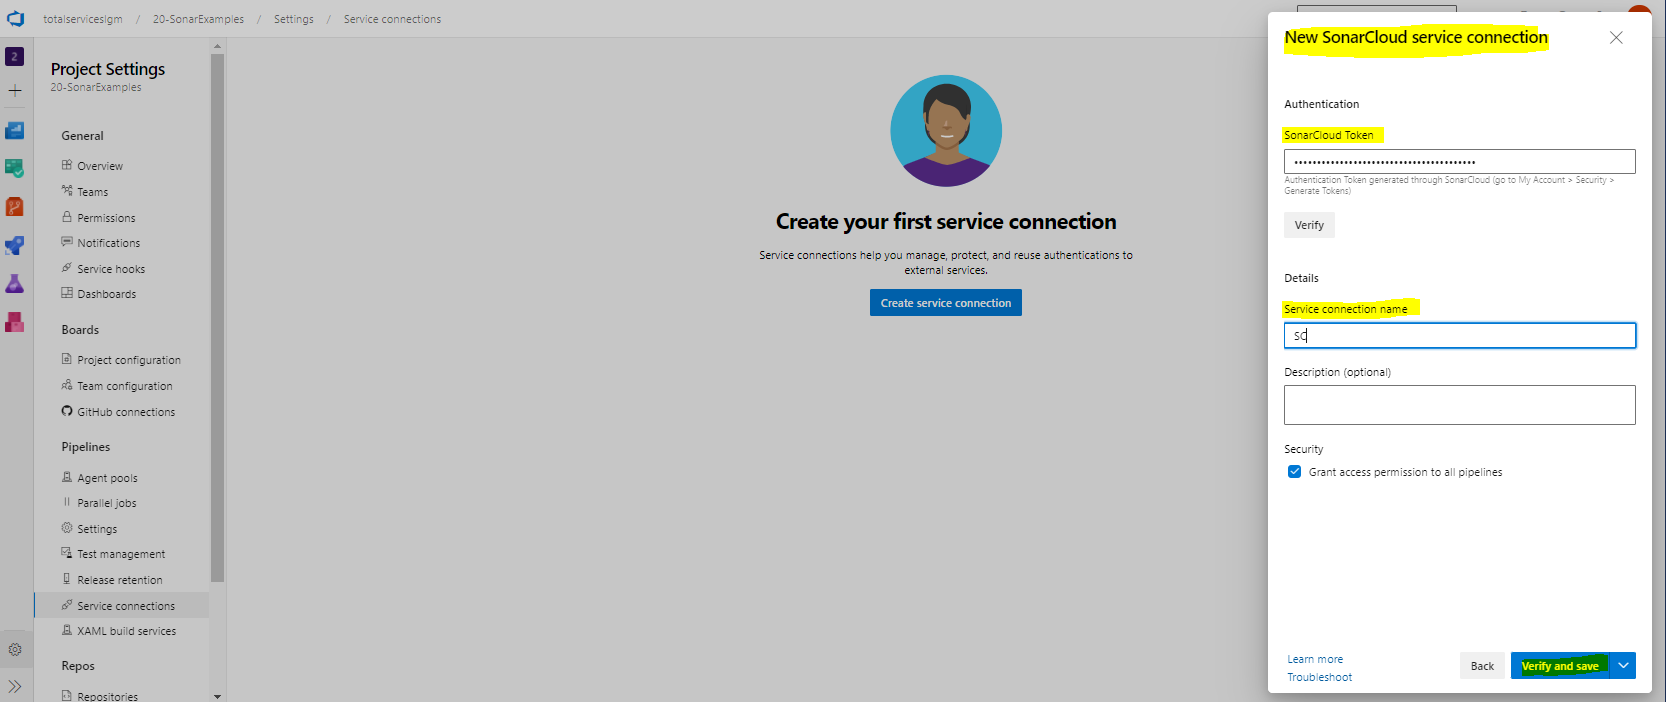 totalserviceslgm / 20-SonarExamples / Settings / Service connections
2
Project Settings
20-SonarExamples
General
Overview
Teams
Permissions
Notifications
Service hooks
Dashboards
Boards
Project configuration
Team configuration
GitHub connections
Pipelines
Agent pools
Parallel jobs
Settings
Test management
Release retention
Service connections
XAML build services
Repos
Repositories
Create your first service connection
Service connections help you manage, protect, and reuse authentications to
external services.
Create service connection
New SonarCloud service connection
Authentication
SonarCloud Token
••••••••••••••••••••••••••••••••••••••••
Authentication Token generated through SonarCloud (go to My Account > Security >
Generate Tokens)
Verify
Details
Service connection name
SC
Description (optional)
Security
Grant access permission to all pipelines
Learn more
Troubleshoot
Back
Verify and save